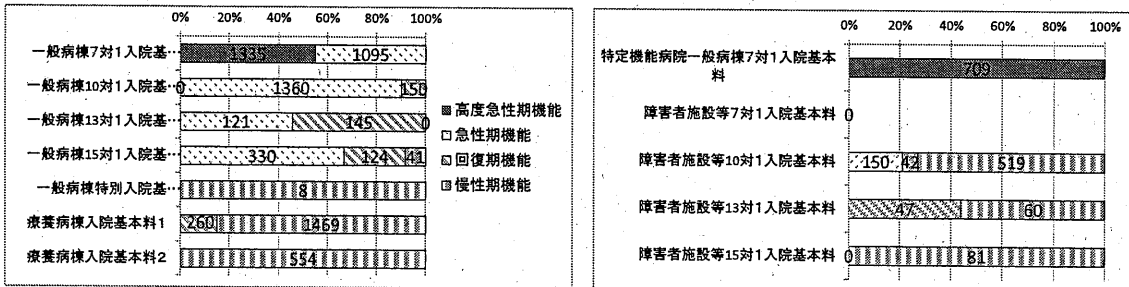 0% 20% 40% 60% 80% 100%
一般病棟7対1入院基… 1335 1095
一般病棟10対1入院基… 0 1360 150
一般病棟13対1入院基… 121 145 0
一般病棟15対1入院基… 330 124 41
一般病棟特別入院基… 8
療養病棟入院基本料1 260 1469
療養病棟入院基本料2 554
高度急性期機能
急性期機能
回復期機能
慢性期機能
0% 20% 40% 60% 80% 100%
特定機能病院一般病棟7対1入院基本
料 709
障害者施設等7対1入院基本料 0
障害者施設等10対1入院基本料 150 42 519
障害者施設等13対1入院基本料 47 60
障害者施設等15対1入院基本料 0 81